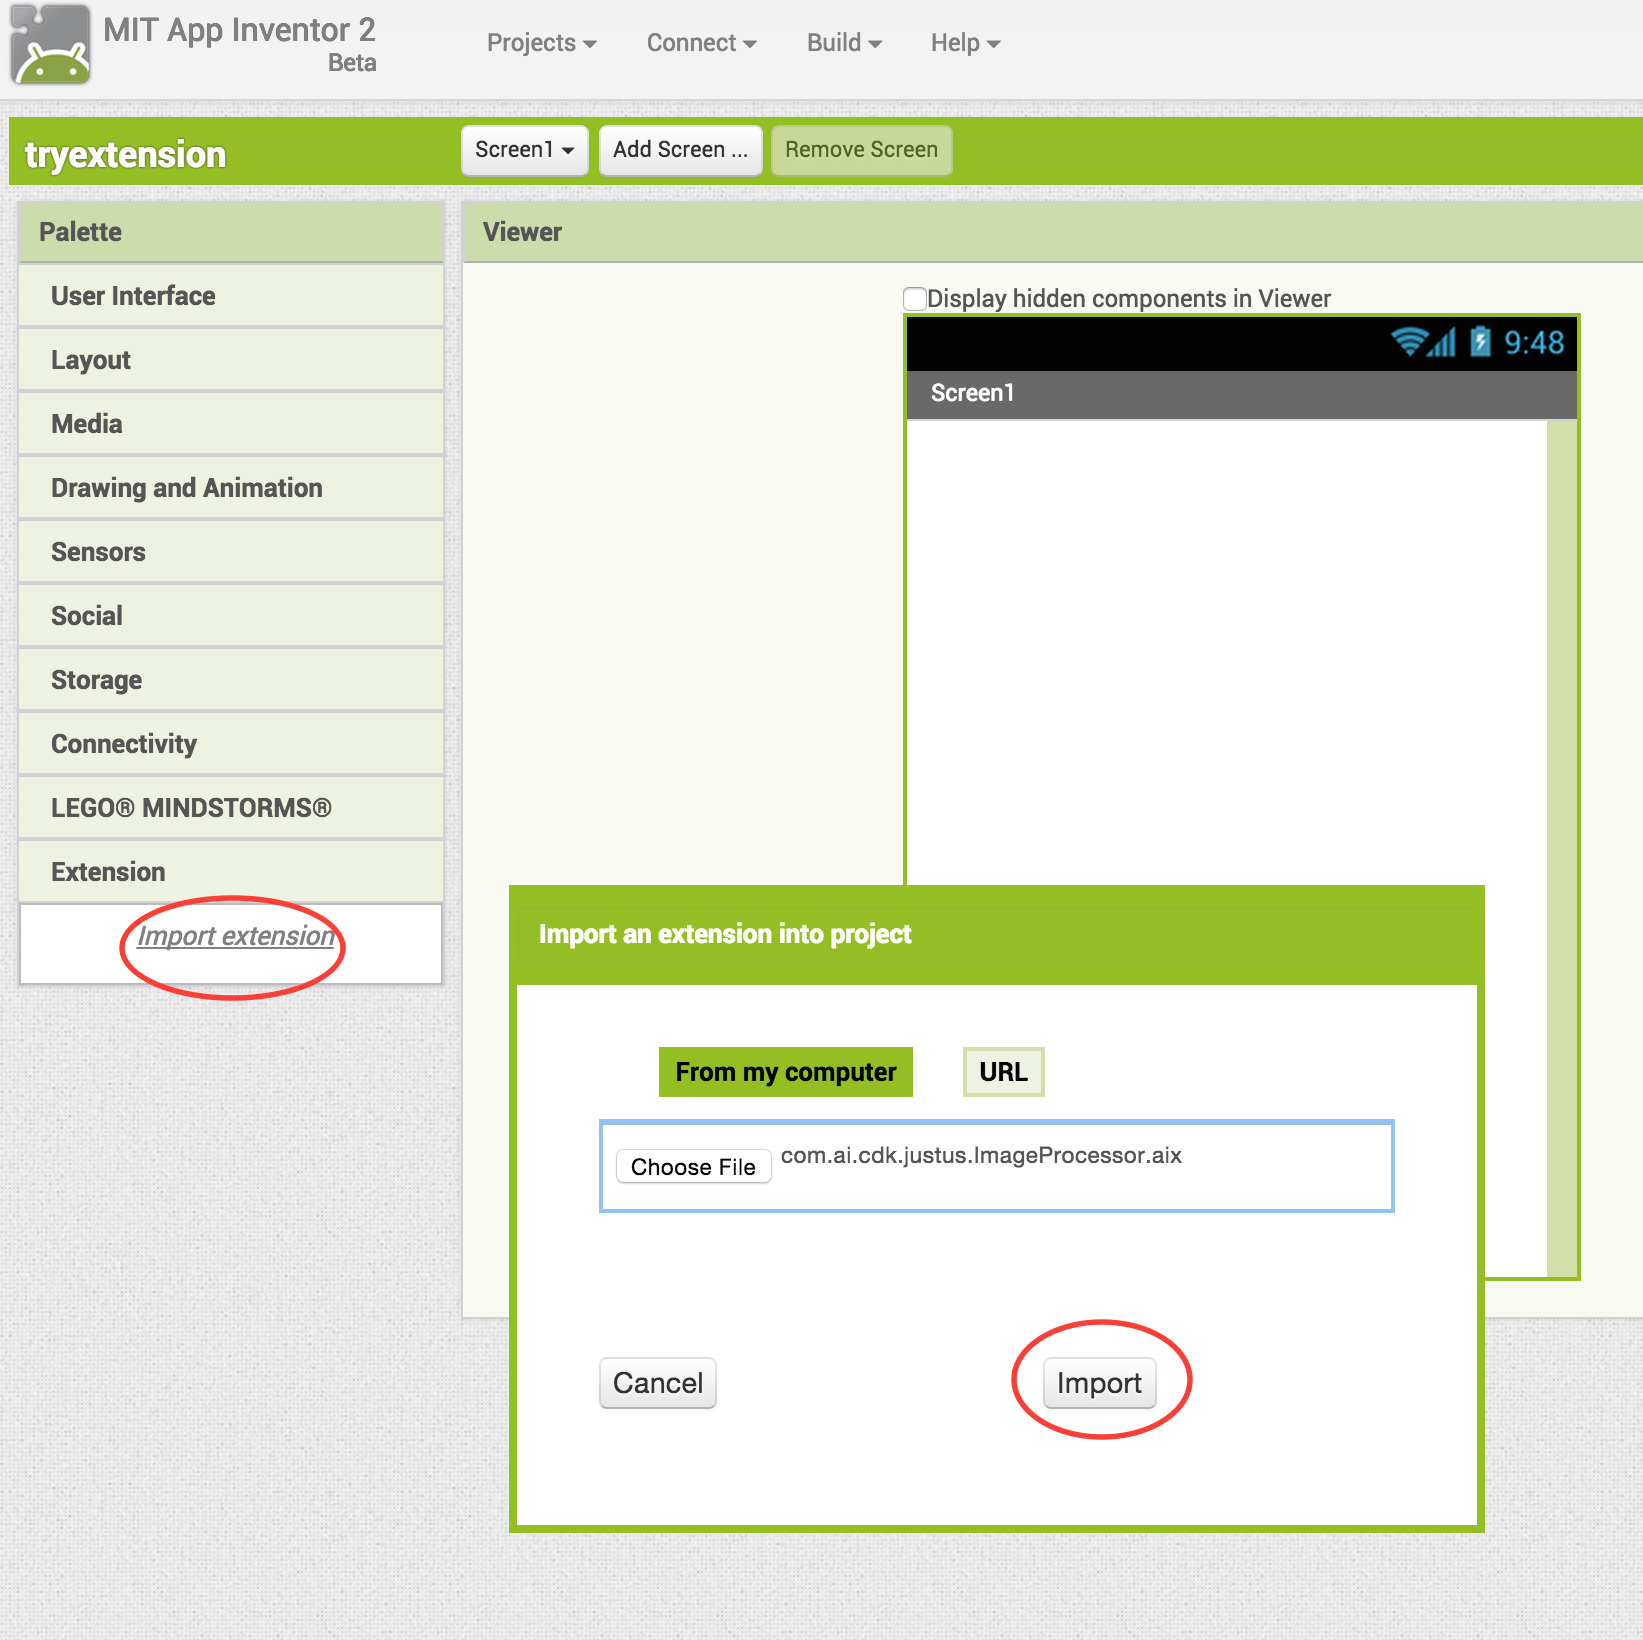 MIT App Inventor 2
Beta
Projects Connect Build Help
tryextension Screen1 Add Screen ... Remove Screen
Palette
User Interface
Layout
Media
Drawing and Animation
Sensors
Social
Storage
Connectivity
LEGO® MINDSTORMS®
Extension
Import extension
Viewer
Display hidden components in Viewer
9:48
Screen1
Import an extension into project
From my computer URL
Choose File com.ai.cdk.justus.ImageProcessor.aix
Cancel Import